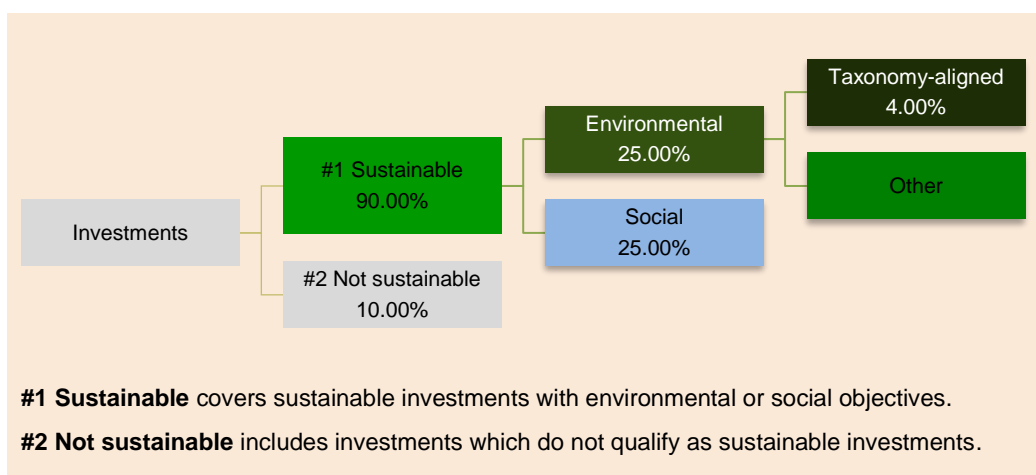 Taxonomy-aligned
4.00%
Environmental
25.00%
#1 Sustainable
90.00%
Other
Social
25.00%
Investments
#2 Not sustainable
10.00%
#1 Sustainable covers sustainable investments with environmental or social objectives.
#2 Not sustainable includes investments which do not qualify as sustainable investments.